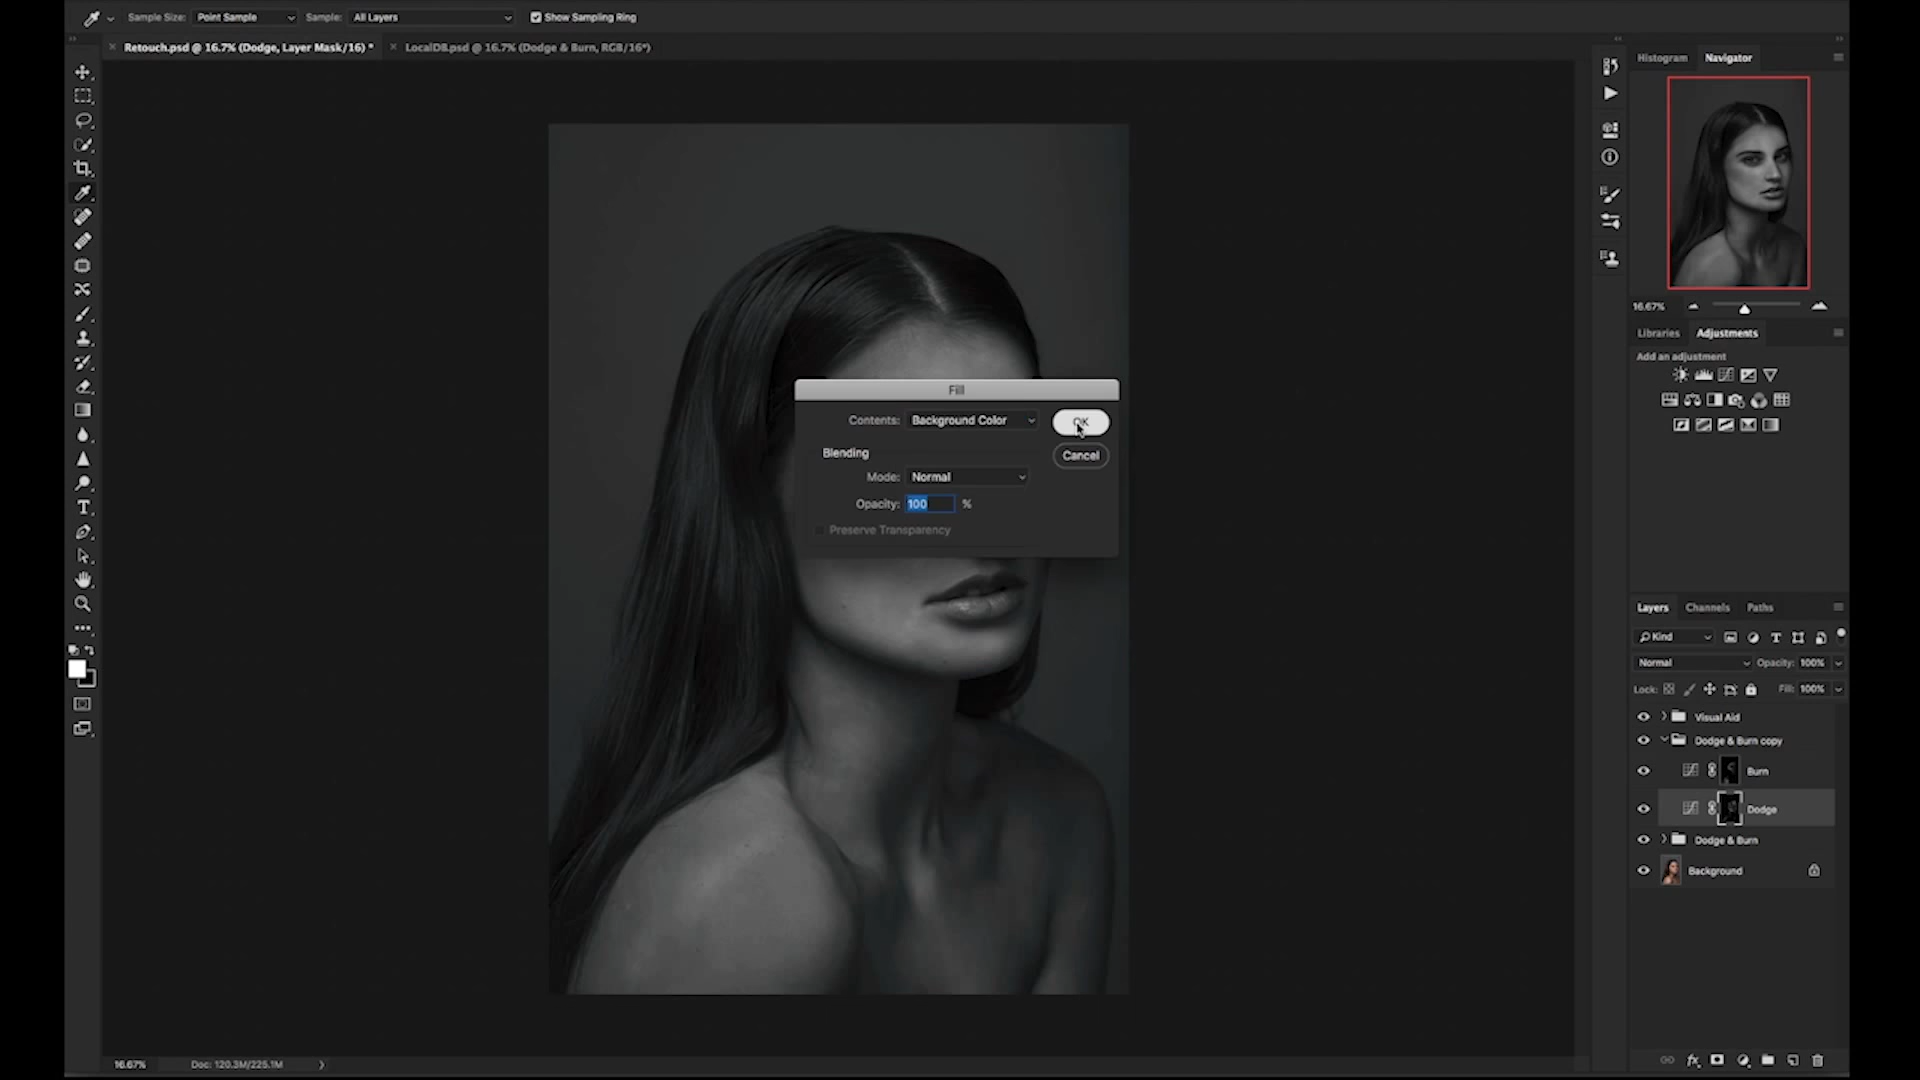 Sample Size: Point Sample Sample: All Layers Show Sampling Ring
Retouch.psd @ 16.7% (Dodge, Layer Mask/16) *
LocalDB.psd @ 16.7% (Dodge & Burn, RGB/16*)
Histogram Navigator
16.67%
Libraries Adjustments
Add an adjustment
Fill
Contents: Background Color
OK
Blending
Cancel
Mode: Normal
Opacity: 100 %
Preserve Transparency
Layers Channels Paths
Kind
Normal Opacity: 100%
Lock: Fill: 100%
Visual Aid
Dodge & Burn copy
Burn
Dodge
Dodge & Burn
Background
16.67% Doc: 120.3M/225.1M